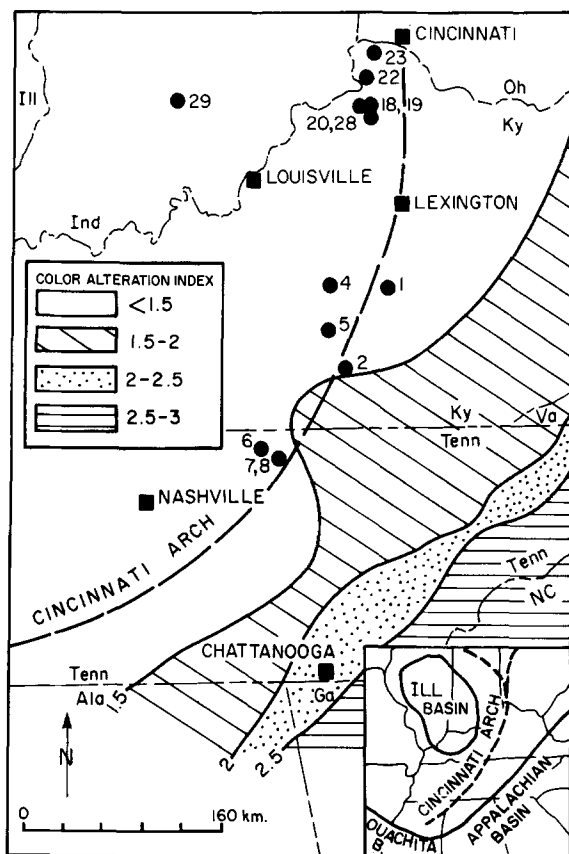 CINCINNATI
23
22
Ill
29
18,19
Oh
20,28
Ky
LOUISVILLE
LEXINGTON
Ind
COLOR ALTERATION INDEX
<1.5
1.5-2
2-2.5
2.5-3
4
1
5
2
Ky
Va
Tenn
6
7,8
NASHVILLE
CINCINNATI ARCH
Tenn
NC
CHATTANOOGA
Tenn
Ala
Ga
1.5
2
2.5
N
0
160 km.
ILL
BASIN
CINCINNATI ARCH
APPALACHIAN
BASIN
OUACHITA
B.